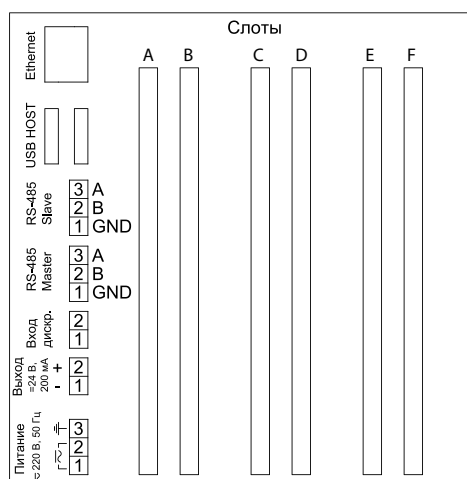 Слоты
A B C D E F
Ethernet
USB HOST
RS-485
Slave
3 A
2 B
1 GND
RS-485
Master
3 A
2 B
1 GND
Вход
дискр.
2
1
Выход
=24 В,
200 мА
+ 2
- 1
Питание
≂ 220 В, 50 Гц
3
2
1